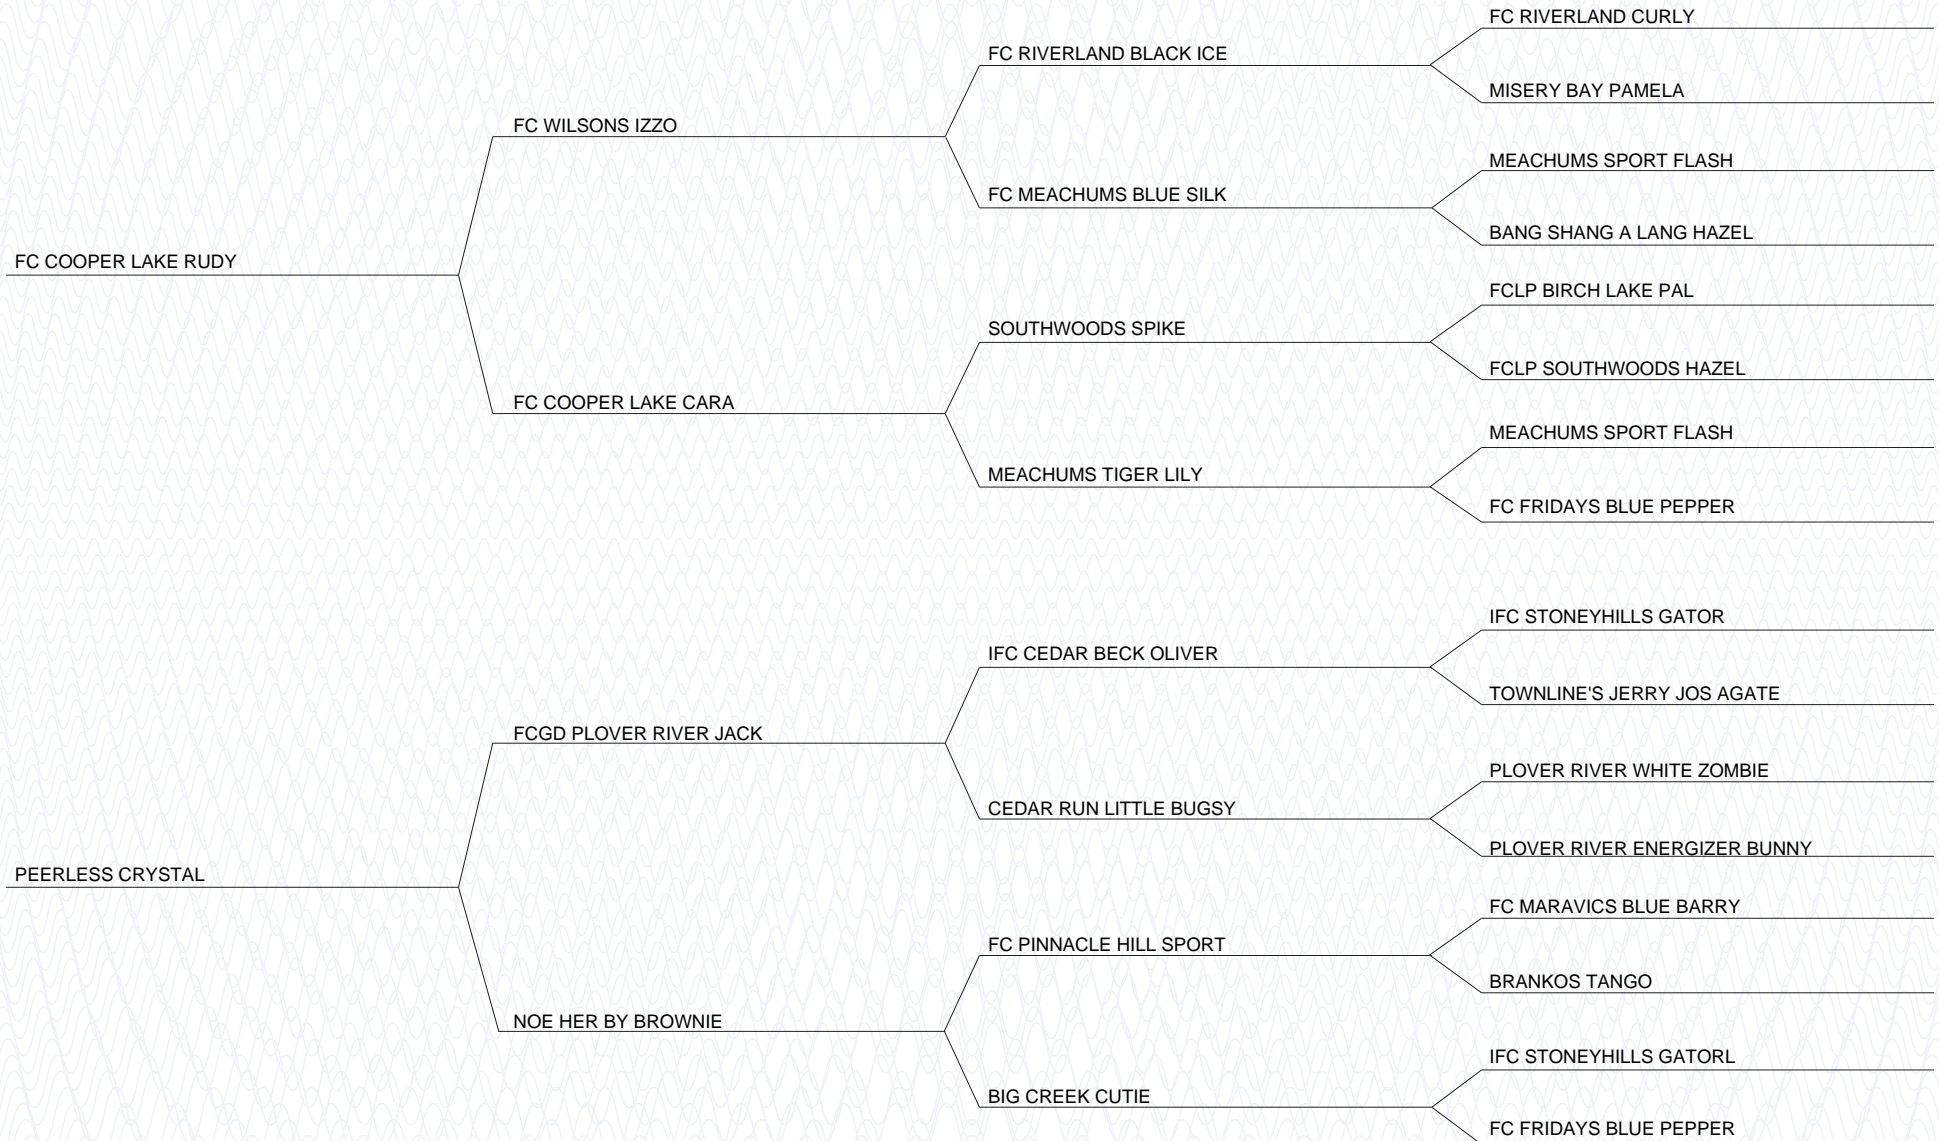 FC RIVERLAND CURLY
FC RIVERLAND BLACK ICE
MISERY BAY PAMELA
FC WILSONS IZZO
MEACHUMS SPORT FLASH
FC MEACHUMS BLUE SILK
BANG SHANG A LANG HAZEL
FC COOPER LAKE RUDY
FCLP BIRCH LAKE PAL
SOUTHWOODS SPIKE
FCLP SOUTHWOODS HAZEL
FC COOPER LAKE CARA
MEACHUMS SPORT FLASH
MEACHUMS TIGER LILY
FC FRIDAYS BLUE PEPPER
IFC STONEYHILLS GATOR
IFC CEDAR BECK OLIVER
TOWNLINE'S JERRY JOS AGATE
FCGD PLOVER RIVER JACK
PLOVER RIVER WHITE ZOMBIE
CEDAR RUN LITTLE BUGSY
PLOVER RIVER ENERGIZER BUNNY
PEERLESS CRYSTAL
FC MARAVICS BLUE BARRY
FC PINNACLE HILL SPORT
BRANKOS TANGO
NOE HER BY BROWNIE
IFC STONEYHILLS GATORL
BIG CREEK CUTIE
FC FRIDAYS BLUE PEPPER